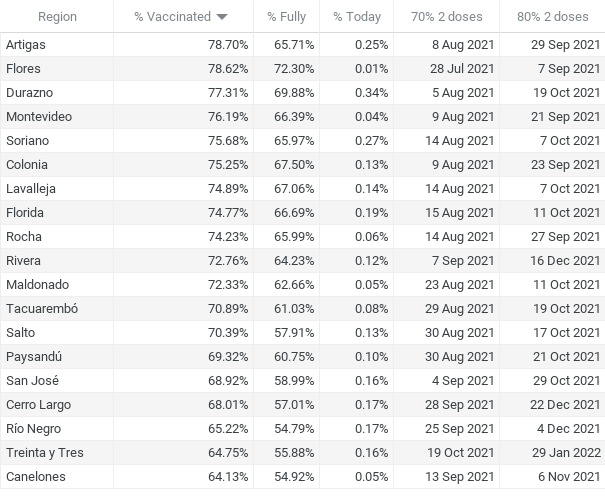 Region % Vaccinated % Fully % Today 70% 2 doses 80% 2 doses
Artigas 78.70% 65.71% 0.25% 8 Aug 2021 29 Sep 2021
Flores 78.62% 72.30% 0.01% 28 Jul 2021 7 Sep 2021
Durazno 77.31% 69.88% 0.34% 5 Aug 2021 19 Oct 2021
Montevideo 76.19% 66.39% 0.04% 9 Aug 2021 21 Sep 2021
Soriano 75.68% 65.97% 0.27% 14 Aug 2021 7 Oct 2021
Colonia 75.25% 67.50% 0.13% 9 Aug 2021 23 Sep 2021
Lavalleja 74.89% 67.06% 0.14% 14 Aug 2021 7 Oct 2021
Florida 74.77% 66.69% 0.19% 15 Aug 2021 11 Oct 2021
Rocha 74.23% 65.99% 0.06% 14 Aug 2021 27 Sep 2021
Rivera 72.76% 64.23% 0.12% 7 Sep 2021 16 Dec 2021
Maldonado 72.33% 62.66% 0.05% 23 Aug 2021 11 Oct 2021
Tacuarembó 70.89% 61.03% 0.08% 29 Aug 2021 19 Oct 2021
Salto 70.39% 57.91% 0.13% 30 Aug 2021 17 Oct 2021
Paysandú 69.32% 60.75% 0.10% 30 Aug 2021 21 Oct 2021
San José 68.92% 58.99% 0.16% 4 Sep 2021 29 Oct 2021
Cerro Largo 68.01% 57.01% 0.17% 28 Sep 2021 22 Dec 2021
Río Negro 65.22% 54.79% 0.17% 25 Sep 2021 4 Dec 2021
Treinta y Tres 64.75% 55.88% 0.16% 19 Oct 2021 29 Jan 2022
Canelones 64.13% 54.92% 0.05% 13 Sep 2021 6 Nov 2021